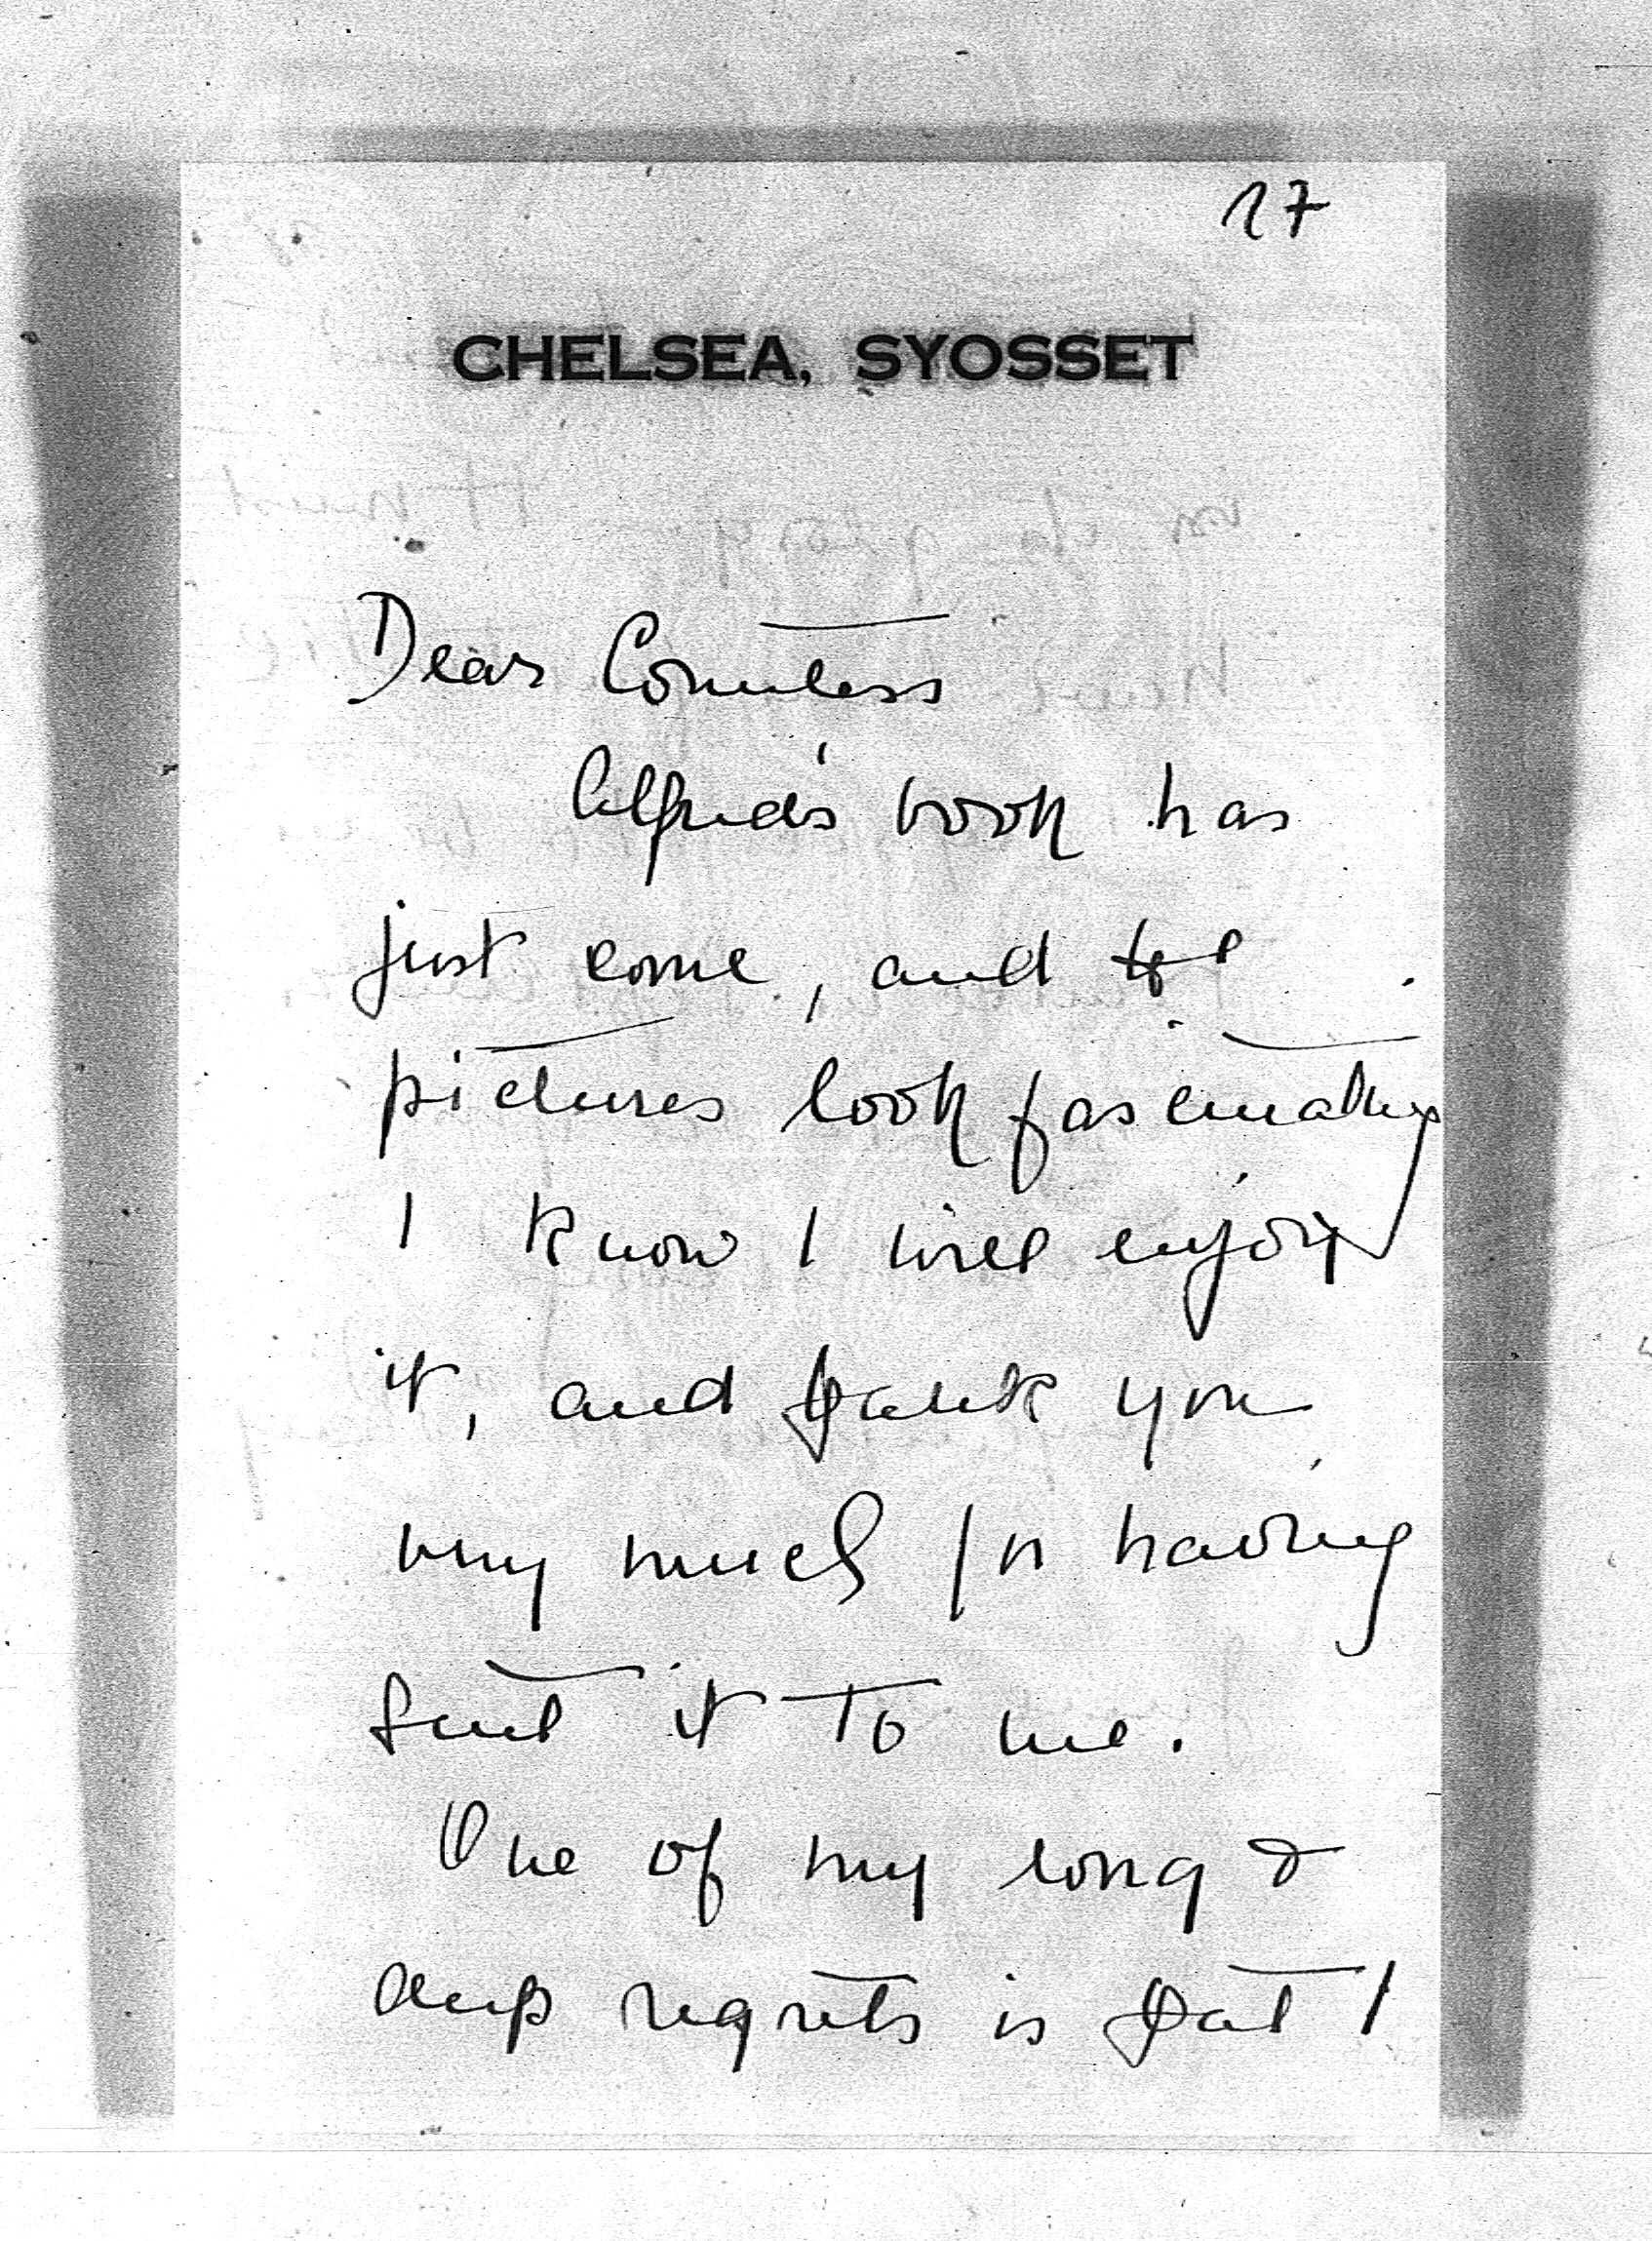 17
CHELSEA, SYOSSET
Dear Countess
Alfred's book has
just come, and the
pictures look fascinating
I know I will enjoy
it, and thank you
very much for having
sent it to me.
One of my long &
deep regrets is that I